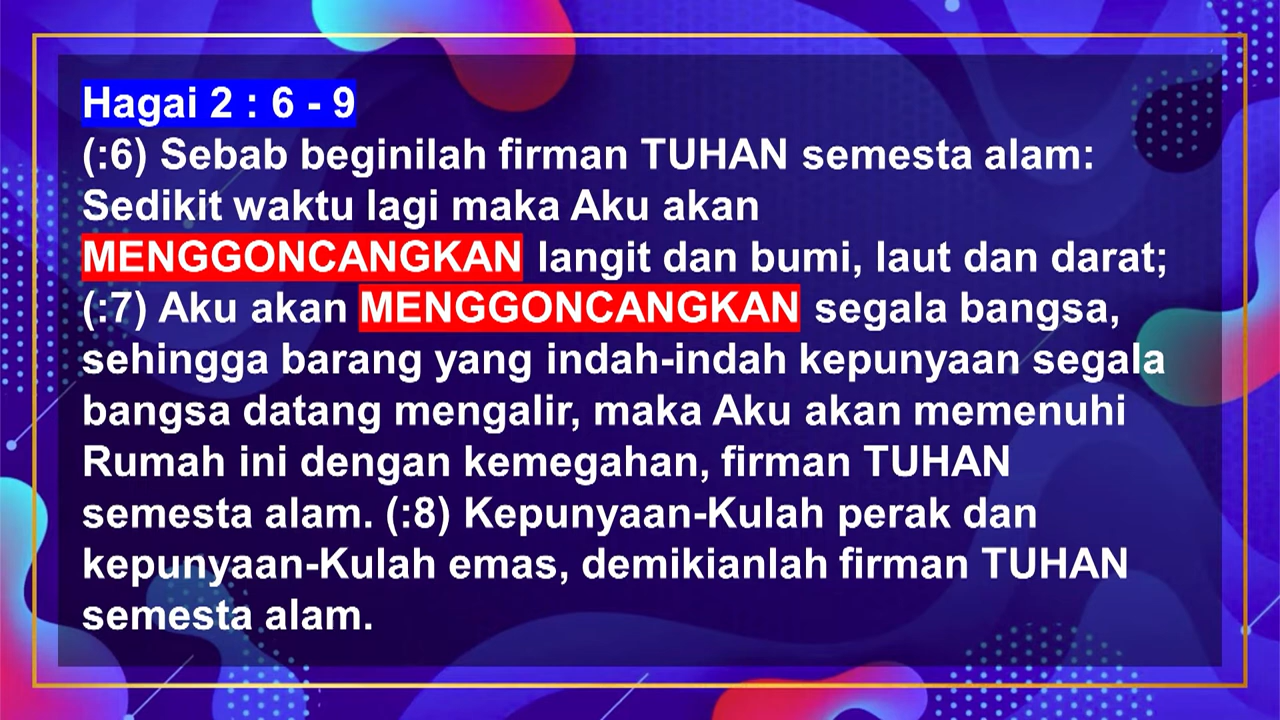 Hagai 2 : 6 - 9
(:6) Sebab beginilah firman TUHAN semesta alam:
Sedikit waktu lagi maka Aku akan
MENGGONCANGKAN langit dan bumi, laut dan darat;
(:7) Aku akan MENGGONCANGKAN segala bangsa,
sehingga barang yang indah-indah kepunyaan segala
bangsa datang mengalir, maka Aku akan memenuhi
Rumah ini dengan kemegahan, firman TUHAN
semesta alam. (:8) Kepunyaan-Kulah perak dan
kepunyaan-Kulah emas, demikianlah firman TUHAN
semesta alam.